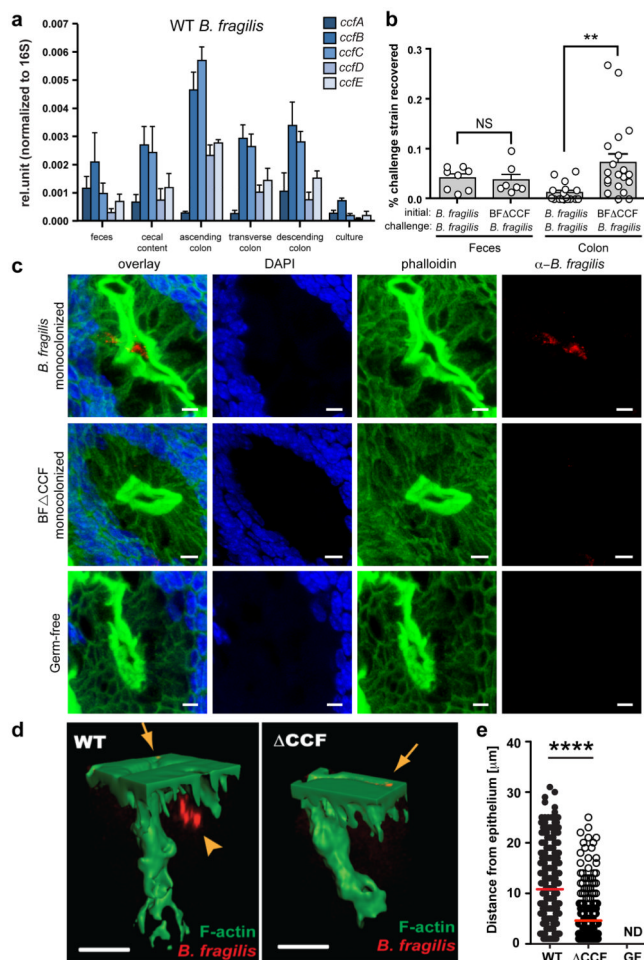 a
WT B. fragilis
rel.unit (normalized to 16S)
0.007
0.006
0.005
0.004
0.003
0.002
0.001
0.000
ccfA
ccfB
ccfC
ccfD
ccfE
feces
cecal content
ascending colon
transverse colon
descending colon
culture
b
% challenge strain recovered
0.3
0.2
0.1
0.0
NS
**
initial: B. fragilis BFΔCCF B. fragilis BFΔCCF
challenge: B. fragilis B. fragilis B. fragilis B. fragilis
Feces Colon
c
overlay DAPI phalloidin α–B. fragilis
B. fragilis
monocolonized
BF△CCF
monocolonized
Germ-free
d
WT
F-actin
B. fragilis
ΔCCF
F-actin
B. fragilis
e
Distance from epithelium [µm]
40
30
20
10
0
****
ND
WT ΔCCF GF